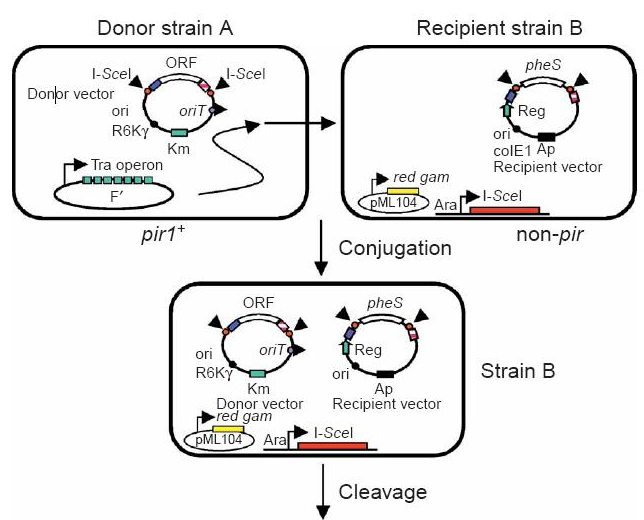 Donor strain A
Recipient strain B
ORF
I-SceI
I-SceI
Donor vector
ori
R6Kγ
oriT
Km
Tra operon
F′
pir1+
pheS
Reg
ori
colE1 Ap
Recipient vector
red gam
pML104
Ara
I-SceI
non-pir
Conjugation
ORF
pheS
ori
R6Kγ
oriT
Km
Donor vector
Reg
ori
Ap
Recipient vector
red gam
pML104
Ara
I-SceI
Strain B
Cleavage